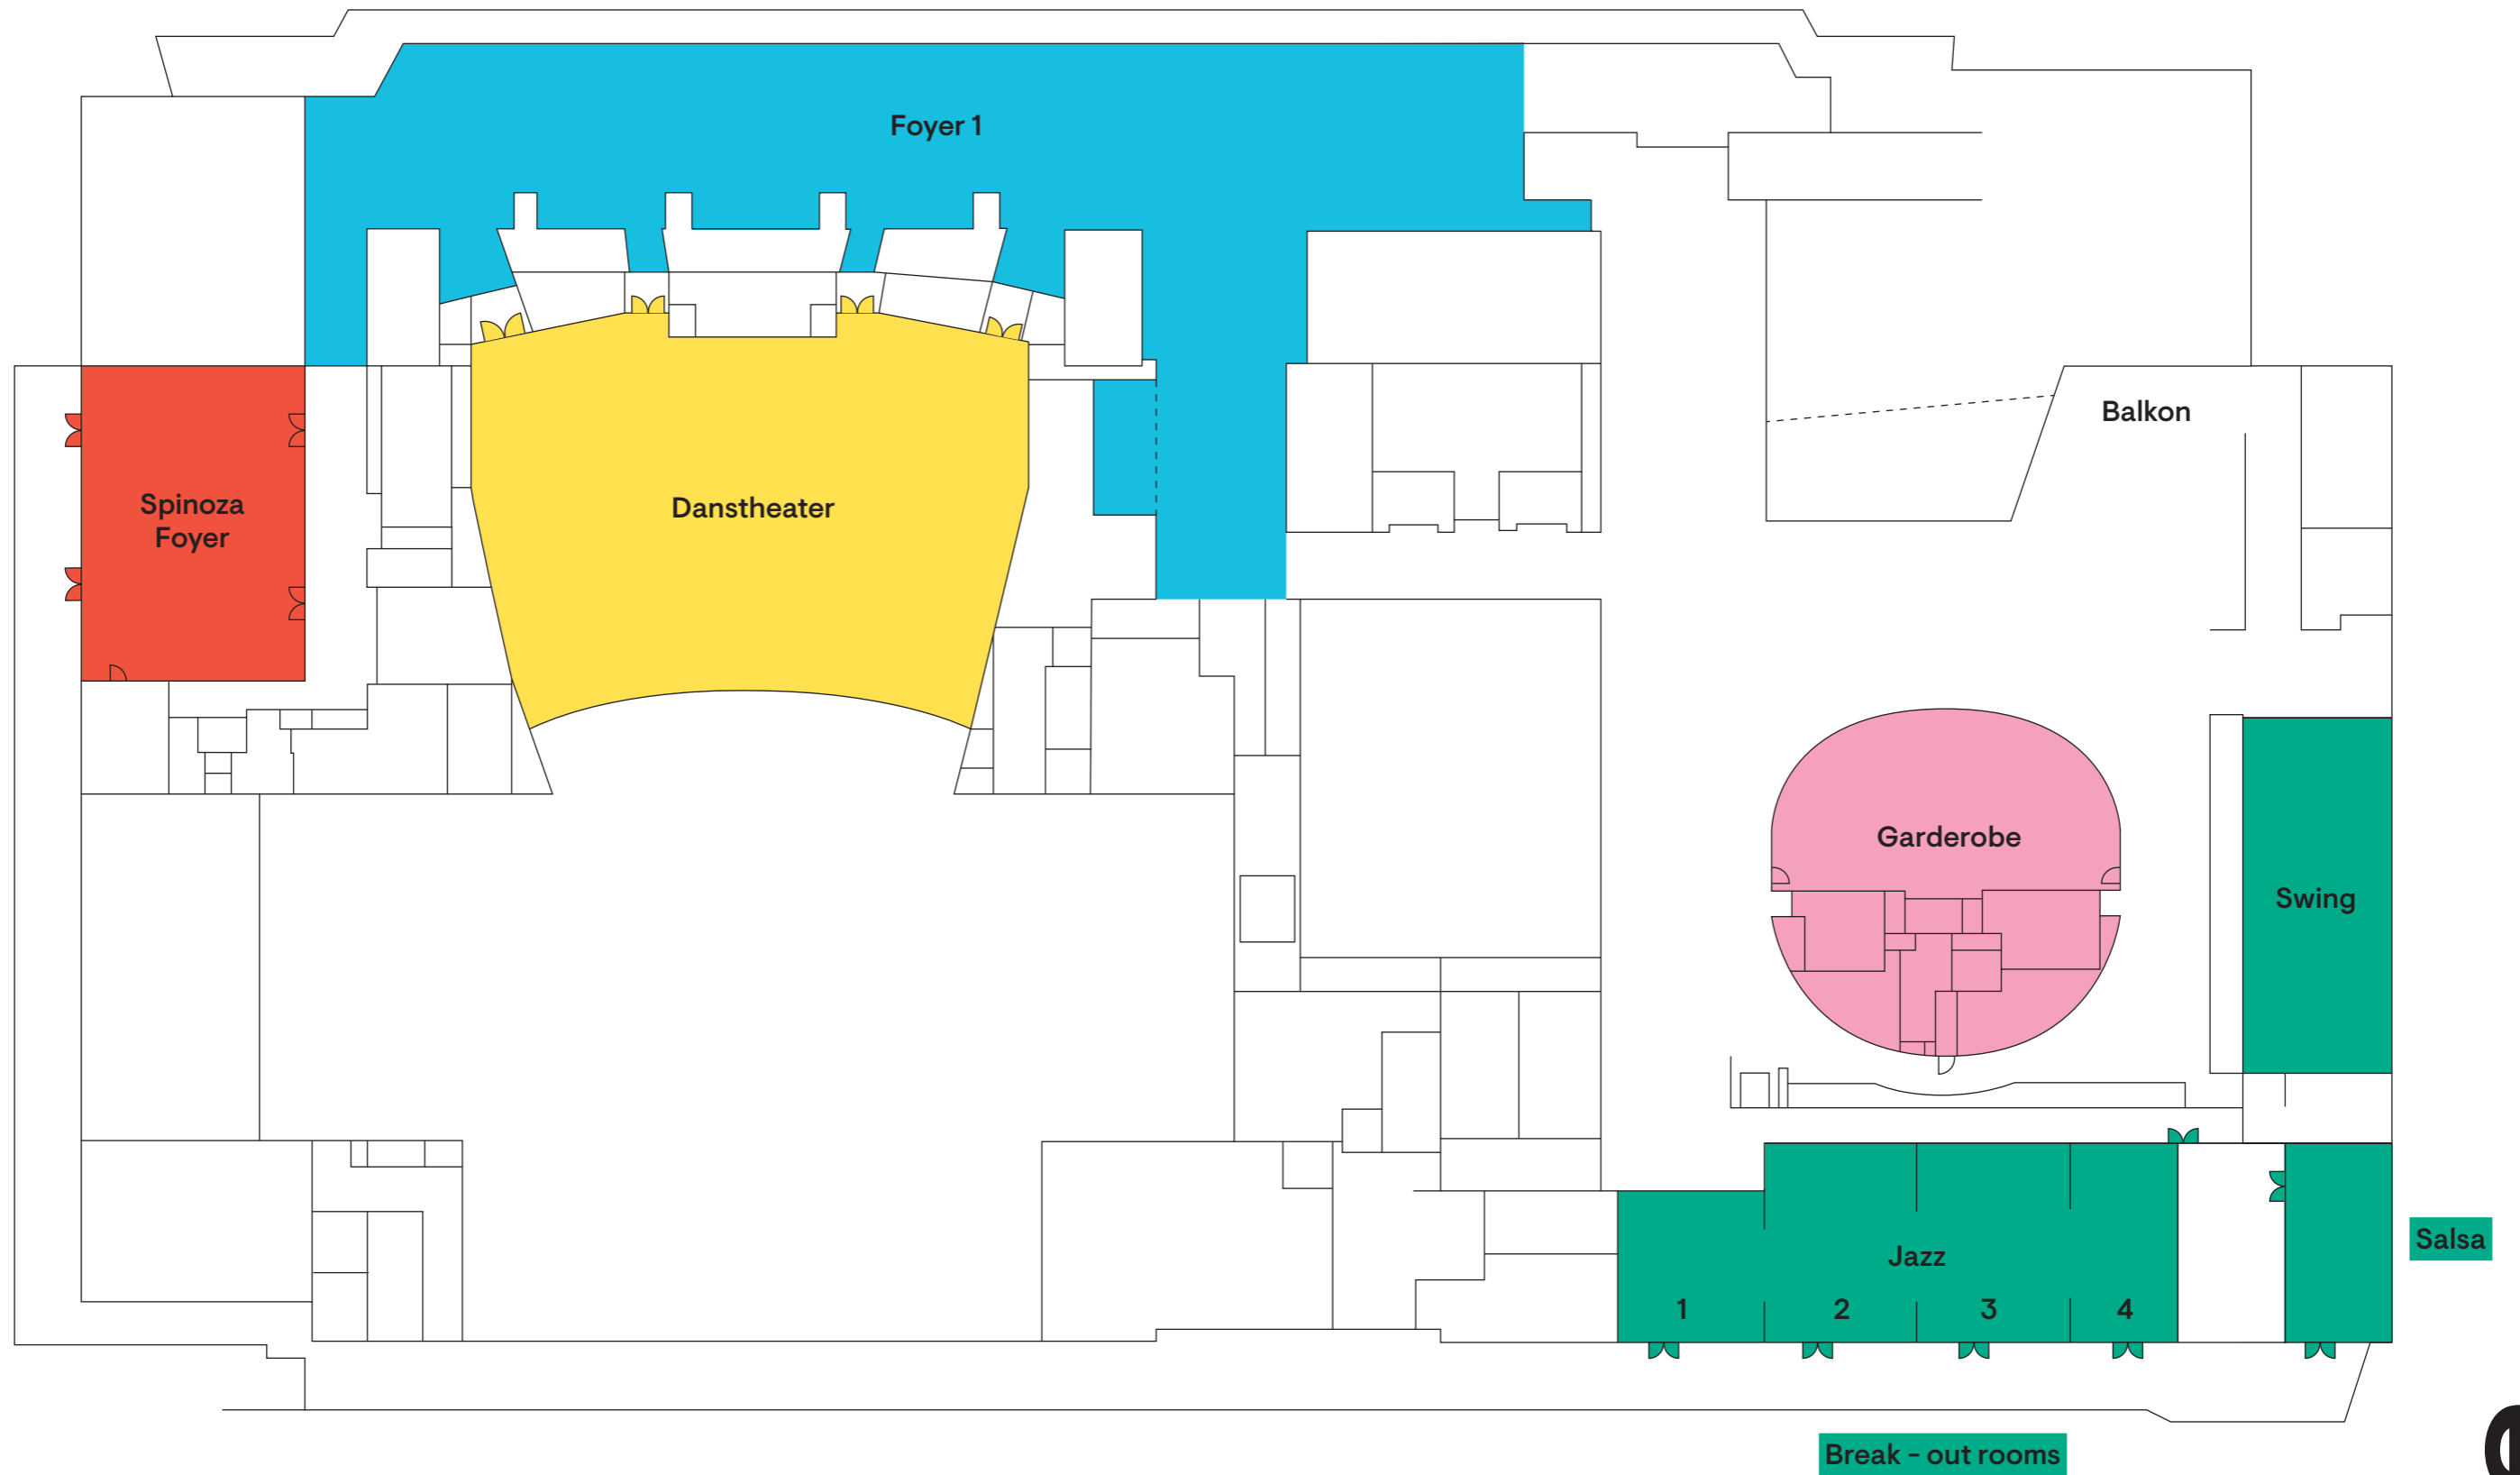 Foyer 1
Balkon
Spinoza
Foyer
Danstheater
Garderobe
Swing
Salsa
Jazz
1
2
3
4
Break - out rooms